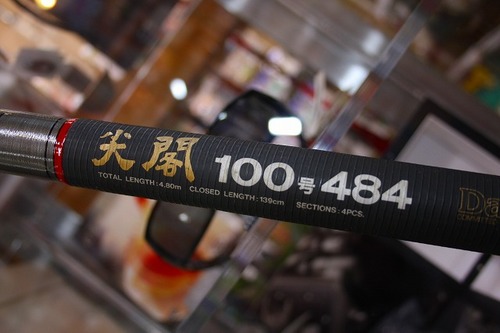 尖閣 100号484
TOTAL LENGTH:4.80m CLOSED LENGTH:139cm SECTIONS:4PCS.